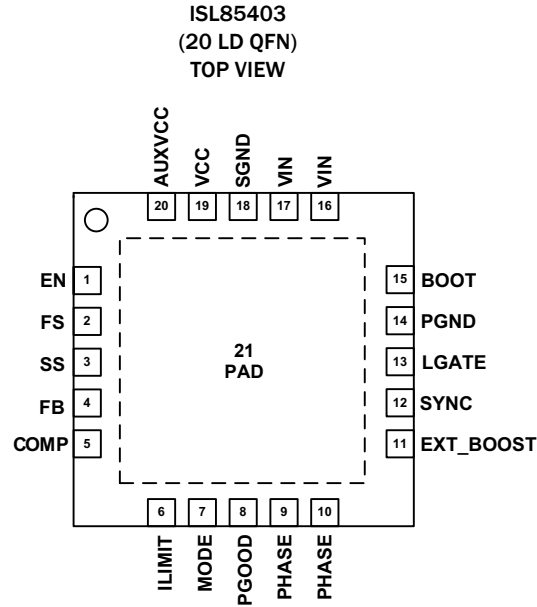 ISL85403
(20 LD QFN)
TOP VIEW
AUXVCC
VCC
SGND
VIN
VIN
20
19
18
17
16
EN 1
FS 2
SS 3
FB 4
COMP 5
15 BOOT
14 PGND
13 LGATE
12 SYNC
11 EXT_BOOST
21
PAD
6
7
8
9
10
ILIMIT
MODE
PGOOD
PHASE
PHASE